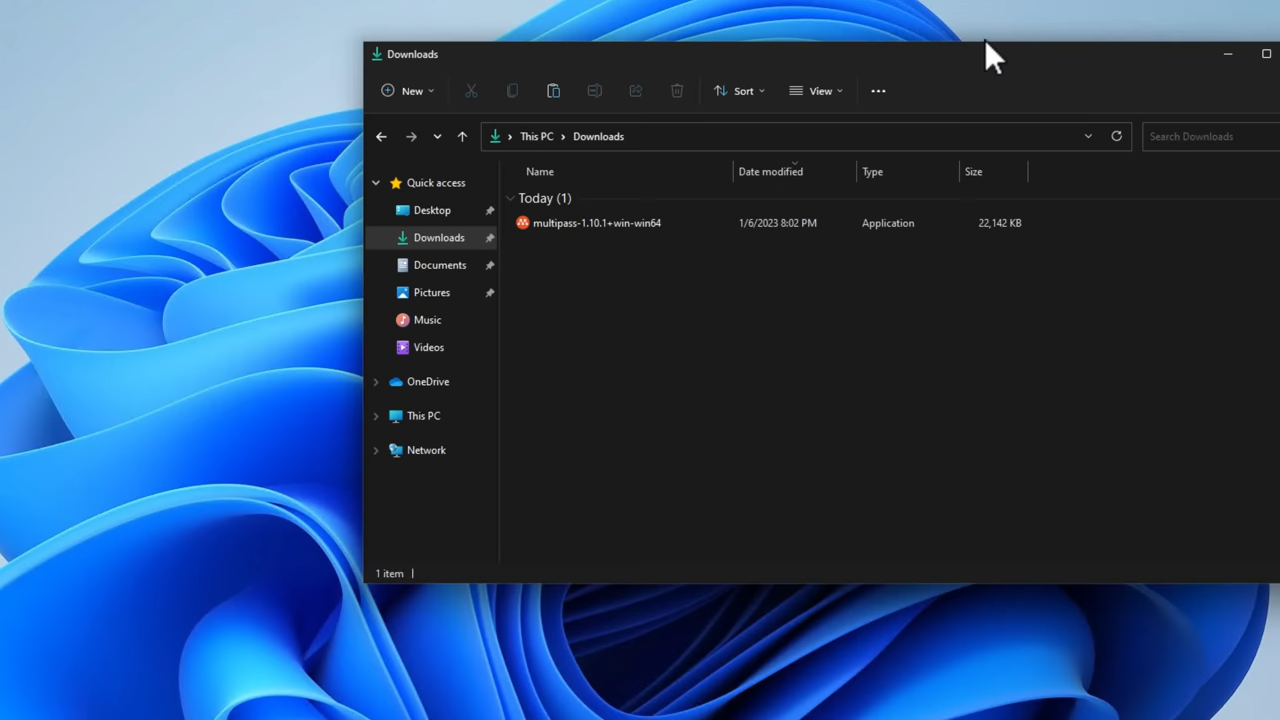 Downloads
New Sort View
This PC Downloads Search Downloads
Name Date modified Type Size
Quick access
Today (1)
Desktop
multipass-1.10.1+win-win64 1/6/2023 8:02 PM Application 22,142 KB
Downloads
Documents
Pictures
Music
Videos
OneDrive
This PC
Network
1 item